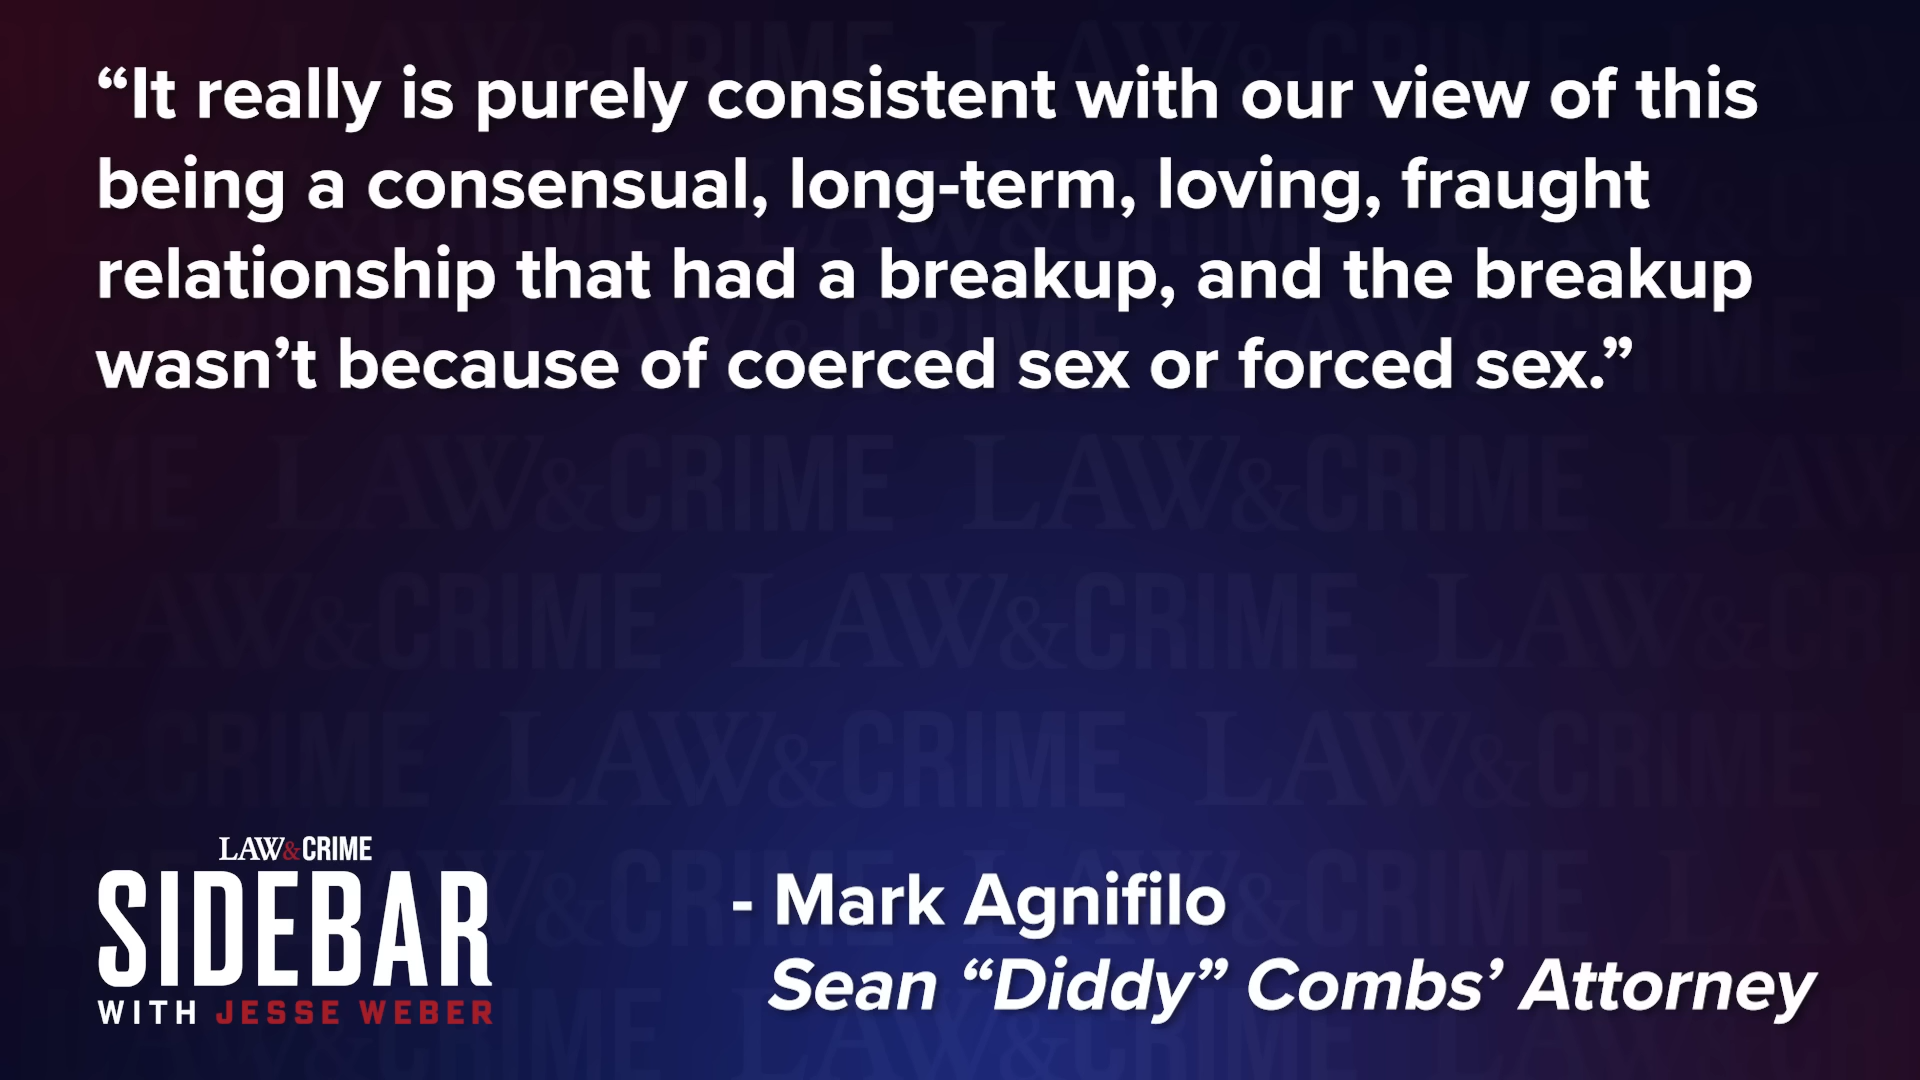 “It really is purely consistent with our view of this
being a consensual, long-term, loving, fraught
relationship that had a breakup, and the breakup
wasn’t because of coerced sex or forced sex.”
LAW&CRIME
SIDEBAR
WITH JESSE WEBER
- Mark Agnifilo
Sean “Diddy” Combs’ Attorney